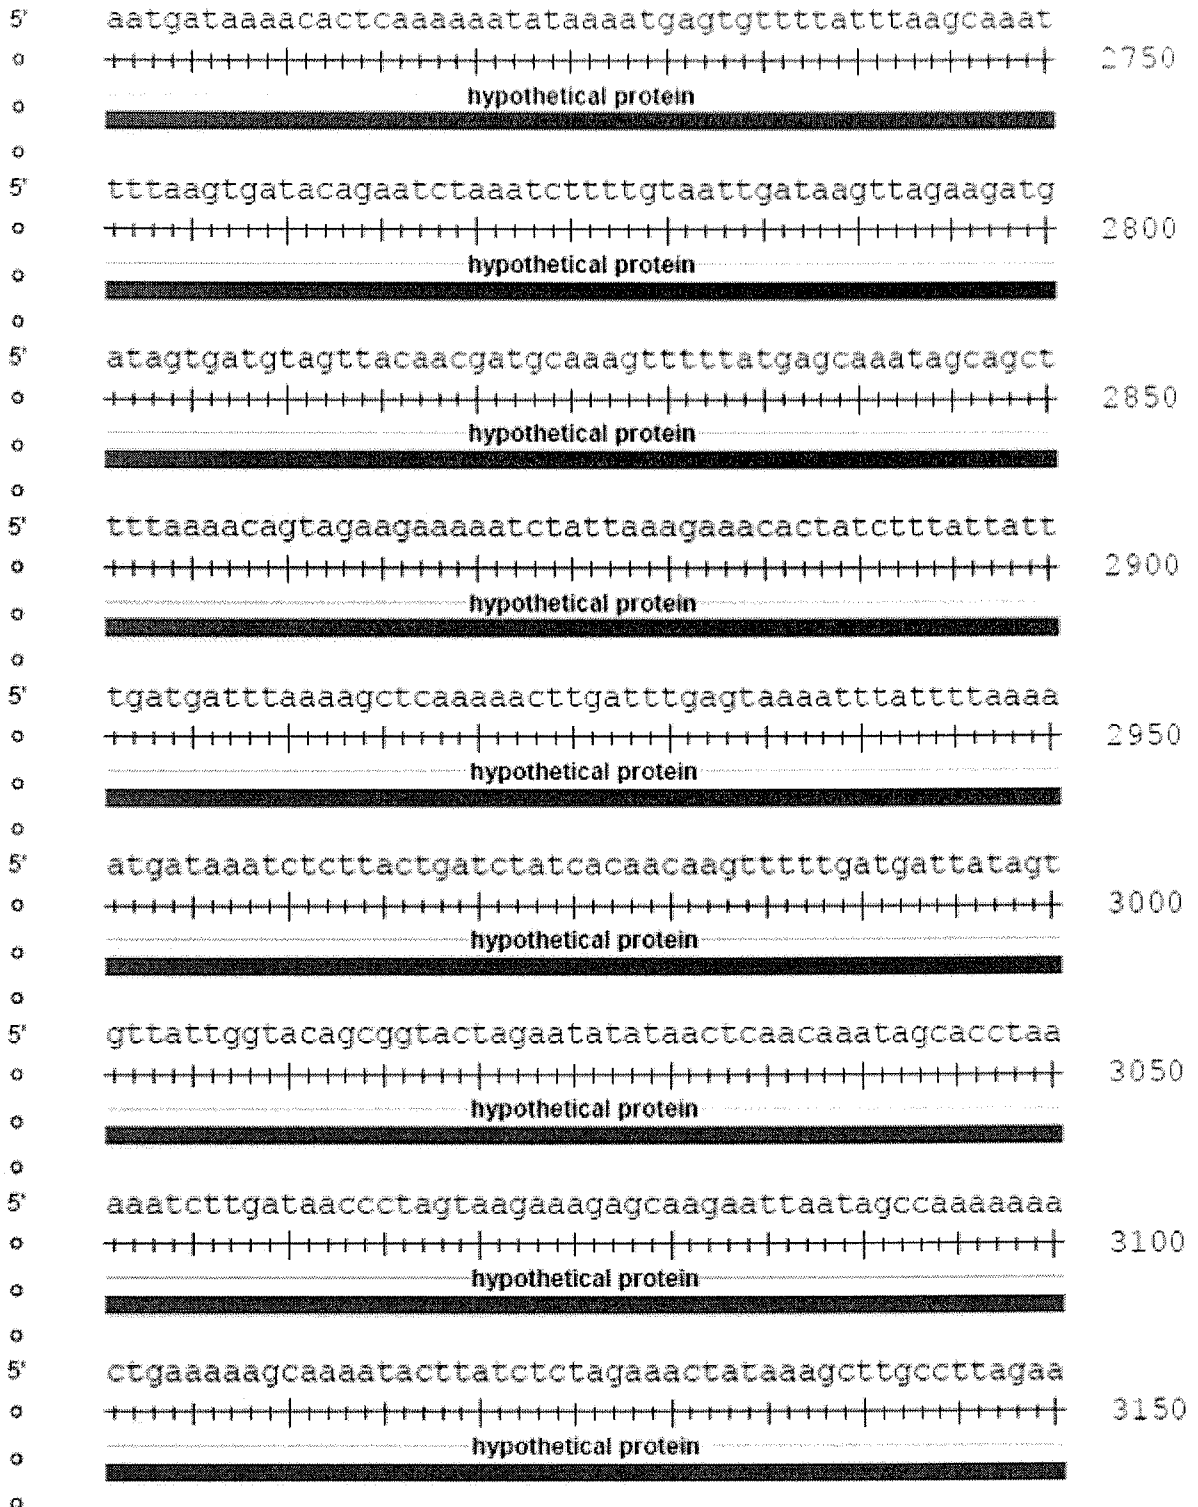 5' aatgataaaacactcaaaaaatataaaatgagtgttttatttaagcaaat
o 2750
o hypothetical protein
o
5' tttaagtgatacagaatctaaatcttttgtaattgataagttagaagatg
o 2800
o hypothetical protein
o
5' atagtgatgtagttacaacgatgcaaagtttttatgagcaaatagcagct
o 2850
o hypothetical protein
o
5' tttaaaacagtagaagaaaaatctattaaagaaacactatctttattatt
o 2900
o hypothetical protein
o
5' tgatgatttaaaagctcaaaaacttgatttgagtaaaatttattttaaaa
o 2950
o hypothetical protein
o
5' atgataaatctcttactgatctatcacaacaagtttttgatgattatagt
o 3000
o hypothetical protein
o
5' gttattggtacagcggtactagaatatataactcaacaaatagcacctaa
o 3050
o hypothetical protein
o
5' aaatcttgataaccctagtaagaaagagcaagaattaatagccaaaaaaa
o 3100
o hypothetical protein
o
5' ctgaaaaagcaaaatacttatctctagaaactataaagcttgccttagaa
o 3150
o hypothetical protein
o